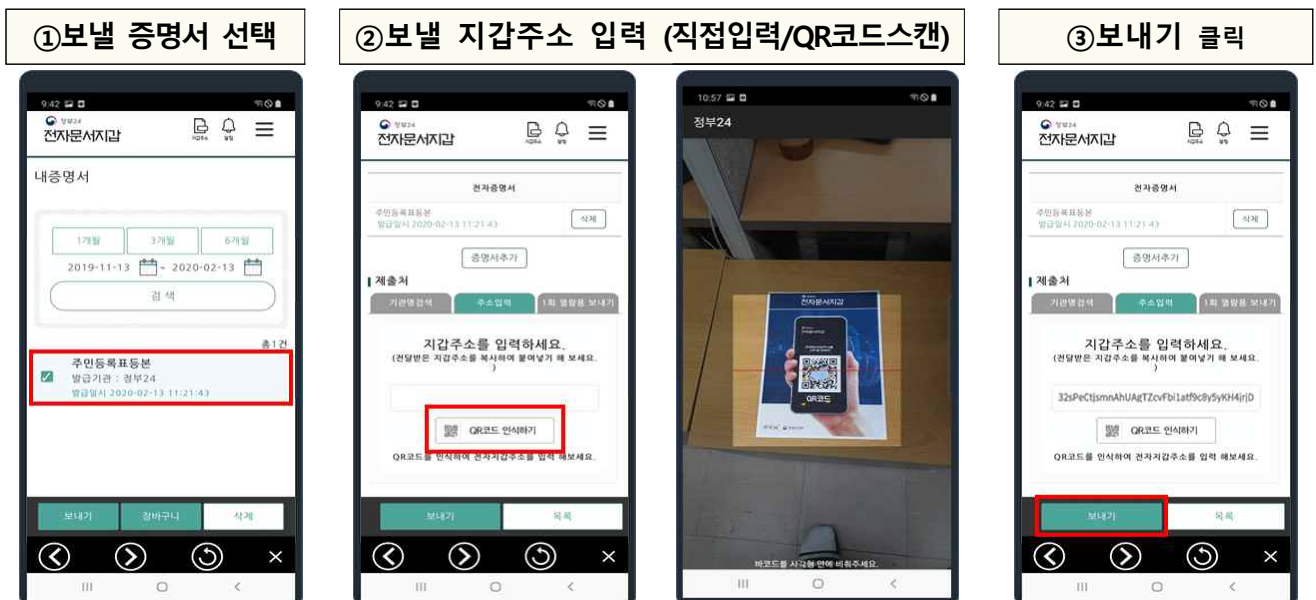 ①보낼 증명서 선택
②보낼 지갑주소 입력 (직접입력/QR코드스캔)
③보내기 클릭
9:42
정부24
전자문서지갑
지갑주소
알림
내증명서
1개월
3개월
6개월
2019-11-13 ~ 2020-02-13
검 색
총1건
주민등록표등본
발급기관 : 정부24
발급일시 2020-02-13 11:21:43
보내기
장바구니
삭제
9:42
정부24
전자문서지갑
지갑주소
알림
전자증명서
주민등록표등본
발급일시 2020-02-13 11:21:43
삭제
증명서추가
제출처
기관명검색
주소입력
1회 열람용 보내기
지갑주소를 입력하세요.
(전달받은 지갑주소를 복사하여 붙여넣기 해 보세요.
)
QR코드 인식하기
QR코드를 인식하여 전자지갑주소를 입력 해보세요.
보내기
목록
10:57
정부24
전자문서지갑
QR코드
바코드를 사각형 안에 비춰주세요.
9:42
정부24
전자문서지갑
지갑주소
알림
전자증명서
주민등록표등본
발급일시 2020-02-13 11:21:43
삭제
증명서추가
제출처
기관명검색
주소입력
1회 열람용 보내기
지갑주소를 입력하세요.
(전달받은 지갑주소를 복사하여 붙여넣기 해 보세요.
)
32sPeCtjsmnAhUAgTZcvFbi1atf9c8y5yKH4jrjD
QR코드 인식하기
QR코드를 인식하여 전자지갑주소를 입력 해보세요.
보내기
목록